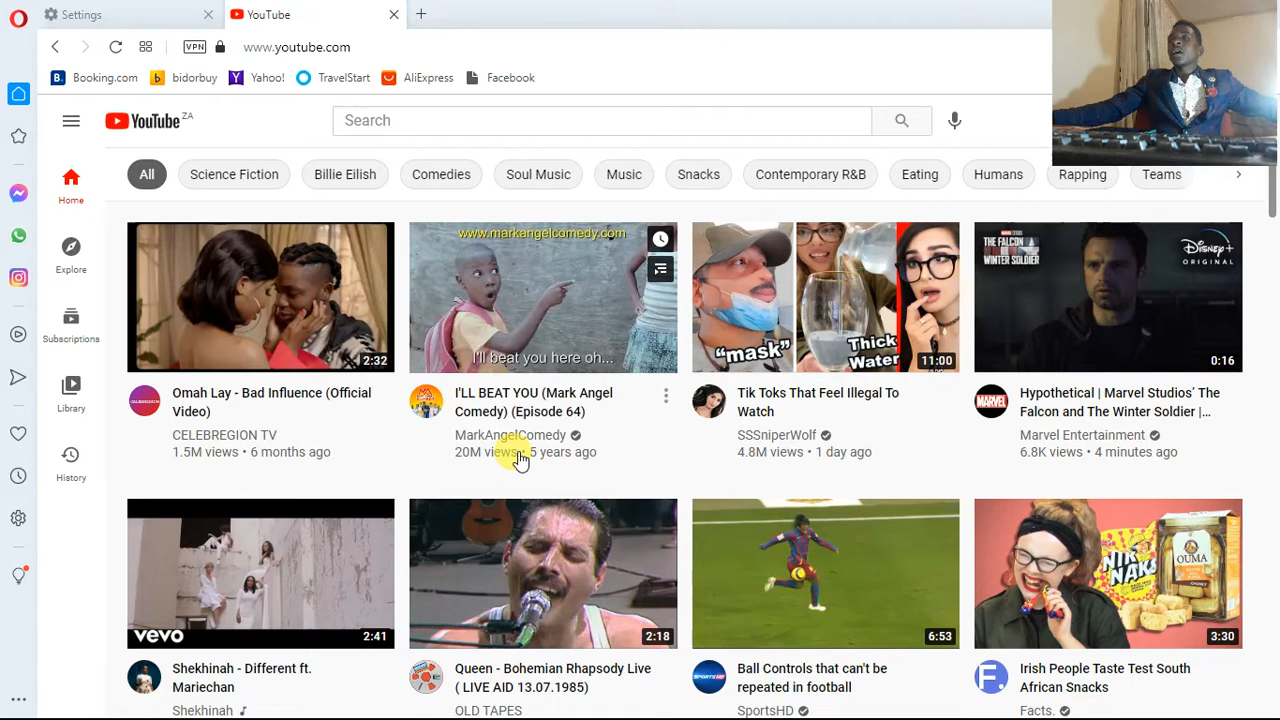 Settings
YouTube
VPN
www.youtube.com
Booking.com
bidorbuy
Yahoo!
TravelStart
AliExpress
Facebook
YouTube ZA
Search
All
Science Fiction
Billie Eilish
Comedies
Soul Music
Music
Snacks
Contemporary R&B
Eating
Humans
Rapping
Teams
Home
Explore
Subscriptions
Library
History
2:32
Omah Lay - Bad Influence (Official
Video)
CELEBREGION TV
1.5M views • 6 months ago
www.markangelcomedy.com
I'll beat you here oh...
I'LL BEAT YOU (Mark Angel
Comedy) (Episode 64)
MarkAngelComedy
20M views • 5 years ago
"mask"
Thick
Water
11:00
Tik Toks That Feel Illegal To
Watch
SSSniperWolf
4.8M views • 1 day ago
THE FALCON
AND THE
WINTER SOLDIER
Disney+
ORIGINAL
0:16
MARVEL
Hypothetical | Marvel Studios’ The
Falcon and The Winter Soldier |...
Marvel Entertainment
6.8K views • 4 minutes ago
vevo
2:41
Shekhinah - Different ft.
Mariechan
Shekhinah
2:18
Queen - Bohemian Rhapsody Live
( LIVE AID 13.07.1985)
OLD TAPES
6:53
SPORTSHD
Ball Controls that can't be
repeated in football
SportsHD
NIK
NAKS
OUMA
3:30
F.
Irish People Taste Test South
African Snacks
Facts.